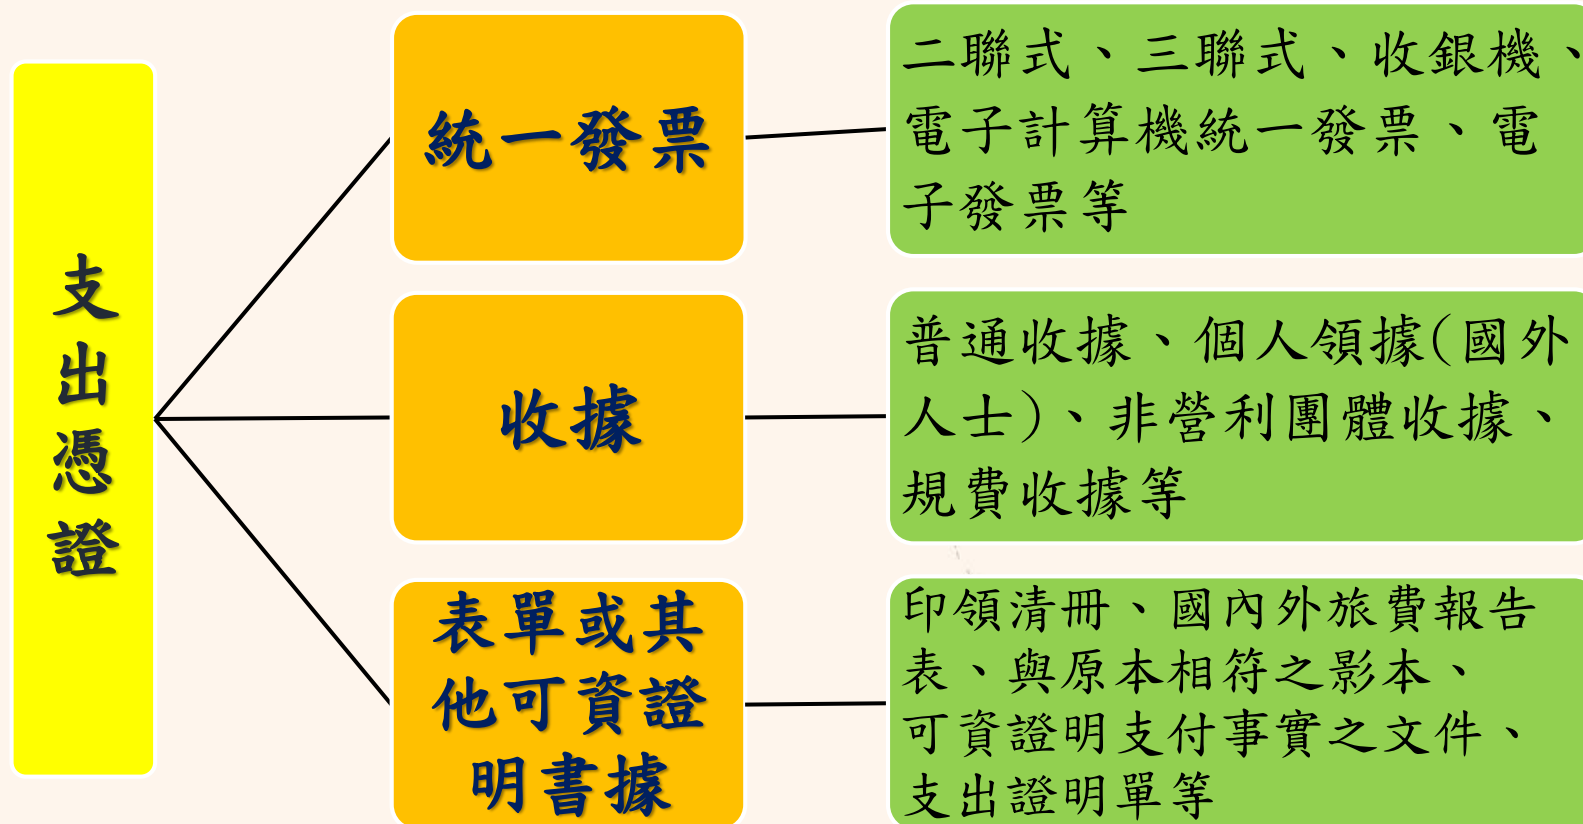 支
出
憑
證
統一發票
二聯式、三聯式、收銀機、
電子計算機統一發票、電
子發票等
收據
普通收據、個人領據(國外
人士)、非營利團體收據、
規費收據等
表單或其
他可資證
明書據
印領清冊、國內外旅費報告
表、與原本相符之影本、
可資證明支付事實之文件、
支出證明單等